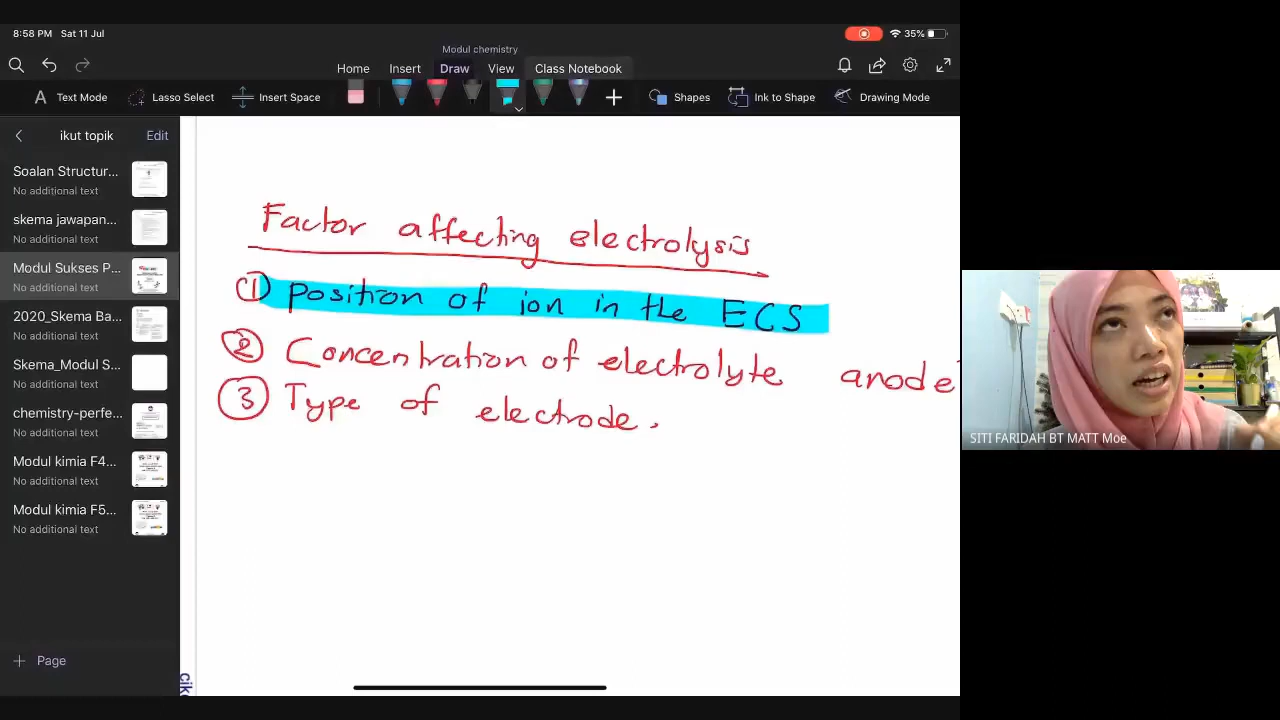 8:58 PM Sat 11 Jul
35%
Modul chemistry
Home Insert Draw View Class Notebook
Text Mode Lasso Select Insert Space Shapes Ink to Shape Drawing Mode
ikut topik Edit
Soalan Structur...
No additional text
skema jawapan...
No additional text
Modul Sukses P...
No additional text
2020_Skema Ba...
No additional text
Skema_Modul S...
No additional text
chemistry-perfe...
No additional text
Modul kimia F4...
No additional text
Modul kimia F5...
No additional text
Page
Factor affecting electrolysis
① position of ion in the ECS
② Concentration of electrolyte anode
③ Type of electrode.
SITI FARIDAH BT MATT Moe